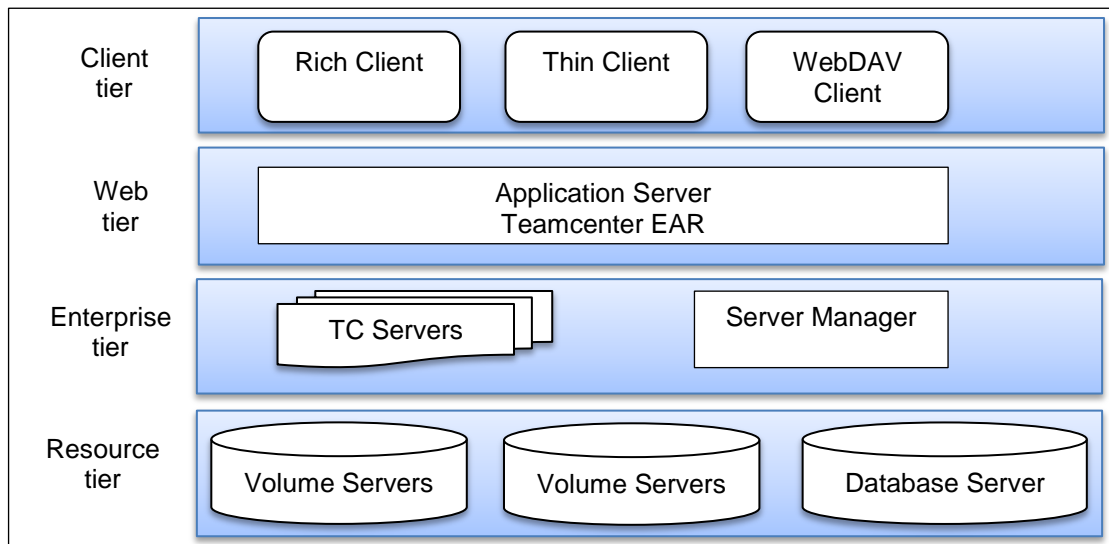 Client
tier
Rich Client
Thin Client
WebDAV
Client
Web
tier
Application Server
Teamcenter EAR
Enterprise
tier
TC Servers
Server Manager
Resource
tier
Volume Servers
Volume Servers
Database Server